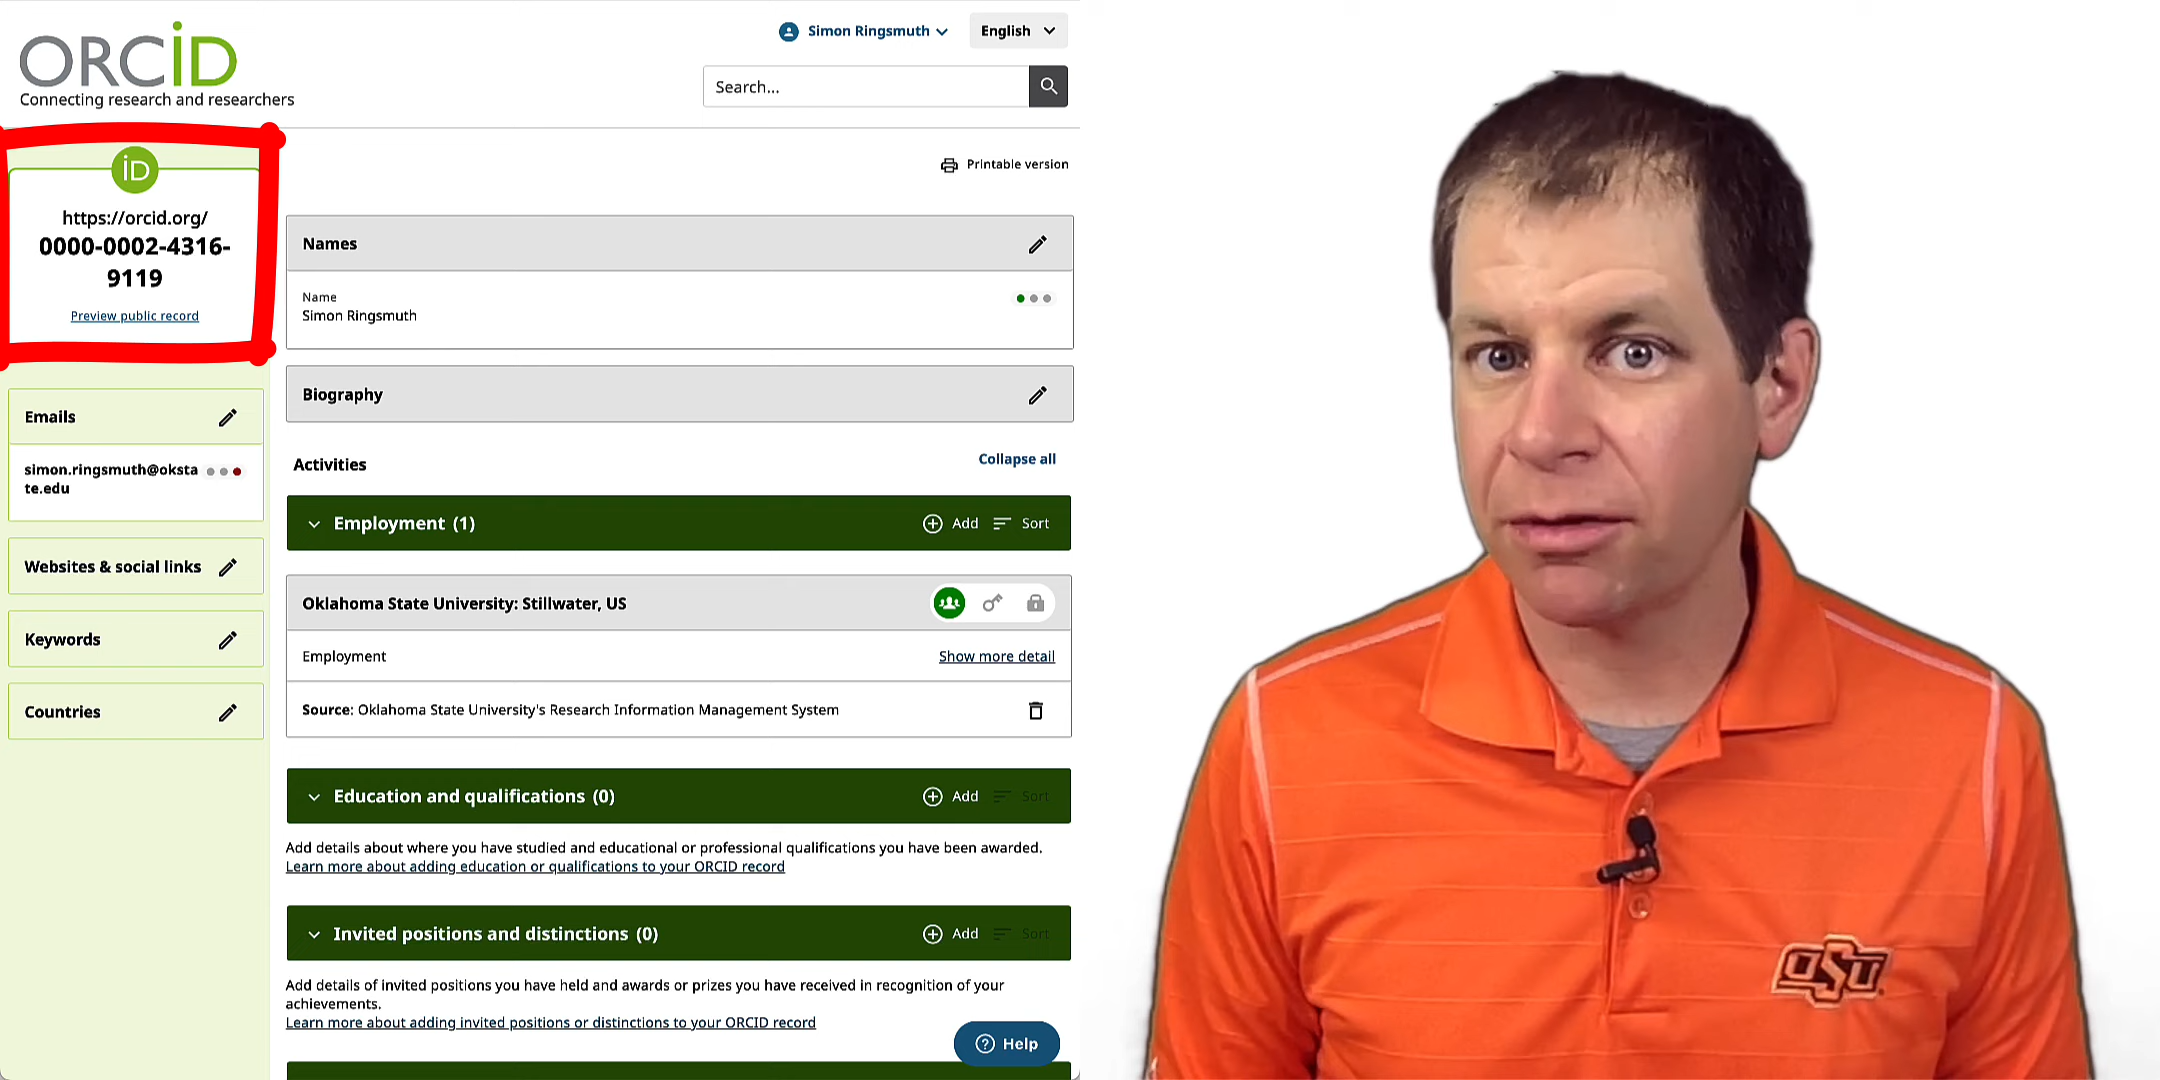 ORCiD
Connecting research and researchers
Simon Ringsmuth
English
Search...
iD
https://orcid.org/
0000-0002-4316-
9119
Preview public record
Emails
simon.ringsmuth@oksta
te.edu
Websites & social links
Keywords
Countries
Printable version
Names
Name
Simon Ringsmuth
Biography
Activities
Collapse all
Employment (1)
Add
Sort
Oklahoma State University: Stillwater, US
Employment
Show more detail
Source: Oklahoma State University's Research Information Management System
Education and qualifications (0)
Add
Sort
Add details about where you have studied and educational or professional qualifications you have been awarded.
Learn more about adding education or qualifications to your ORCID record
Invited positions and distinctions (0)
Add
Sort
Add details of invited positions you have held and awards or prizes you have received in recognition of your
achievements.
Learn more about adding invited positions or distinctions to your ORCID record
Help
OSU